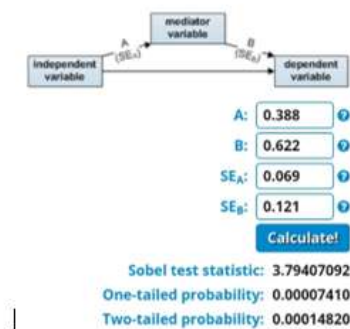 mediator
variable
A
(SEA)
B
(SEB)
independent
variable
dependent
variable
A: 0.388 ?
B: 0.622 ?
SEA: 0.069 ?
SEB: 0.121 ?
Calculate!
Sobel test statistic: 3.79407092
One-tailed probability: 0.00007410
Two-tailed probability: 0.00014820